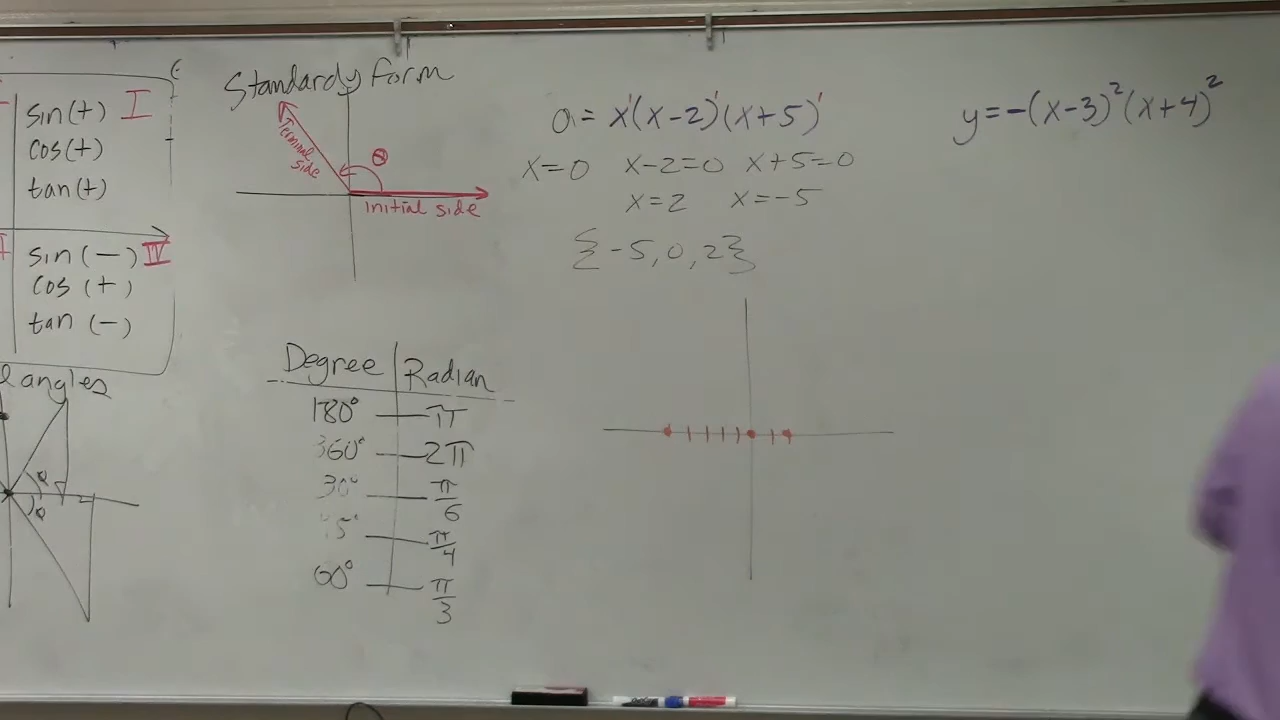 sin(+) I
cos(+)
tan(+)
sin(-) IV
cos (+)
tan (-)
angles
θ
θ
Standard Form
y
Terminal
side
θ
initial side
Degree Radian
180° π
360° 2π
30° π/6
π/4
60° π/3
0= x¹(x-2)¹(x+5)¹
x=0 x-2=0 x+5=0
x=2 x=-5
{-5,0,2}
y=-(x-3)²(x+4)²